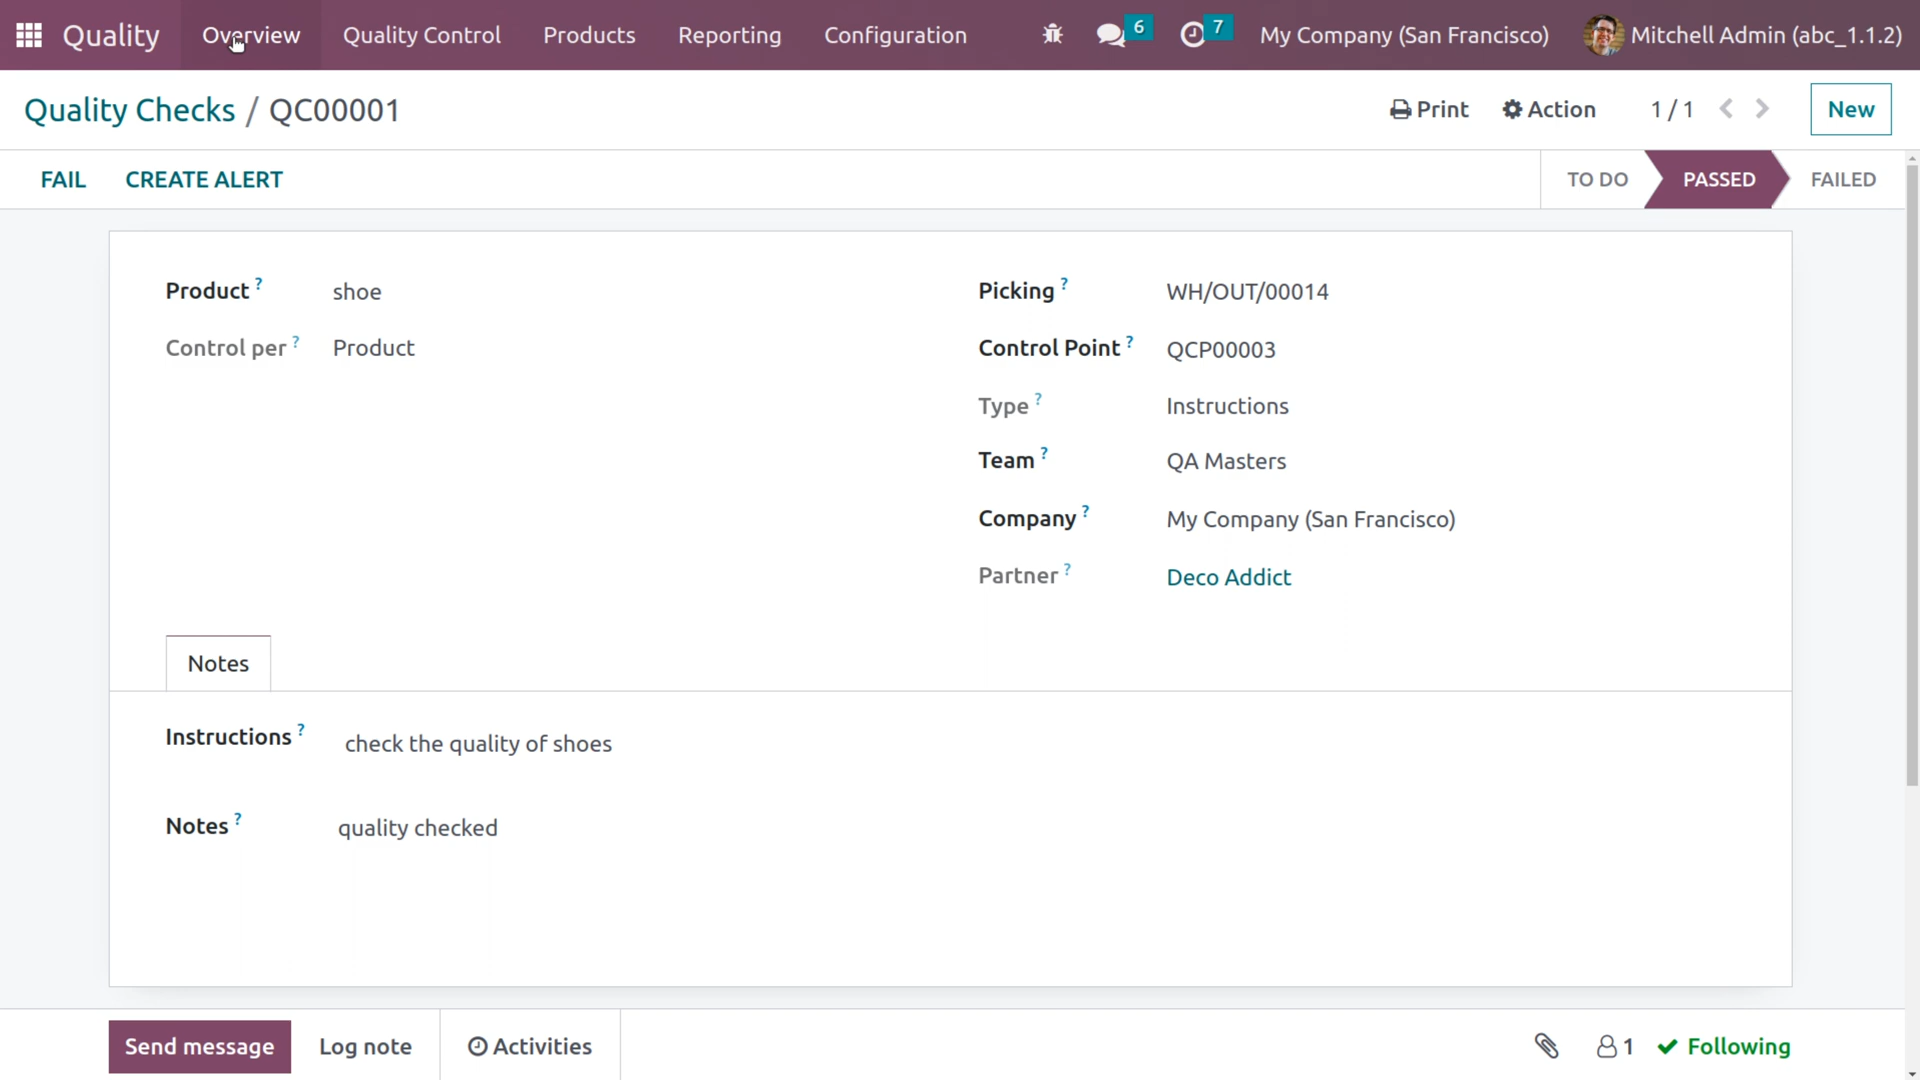 Quality Overview Quality Control Products Reporting Configuration 6 7 My Company (San Francisco) Mitchell Admin (abc_1.1.2)
Quality Checks / QC00001 Print Action 1 / 1 New
FAIL CREATE ALERT TO DO PASSED FAILED
Product ? shoe Picking ? WH/OUT/00014
Control per ? Product Control Point ? QCP00003
Type ? Instructions
Team ? QA Masters
Company ? My Company (San Francisco)
Partner ? Deco Addict
Notes
Instructions ? check the quality of shoes
Notes ? quality checked
Send message Log note Activities 1 Following